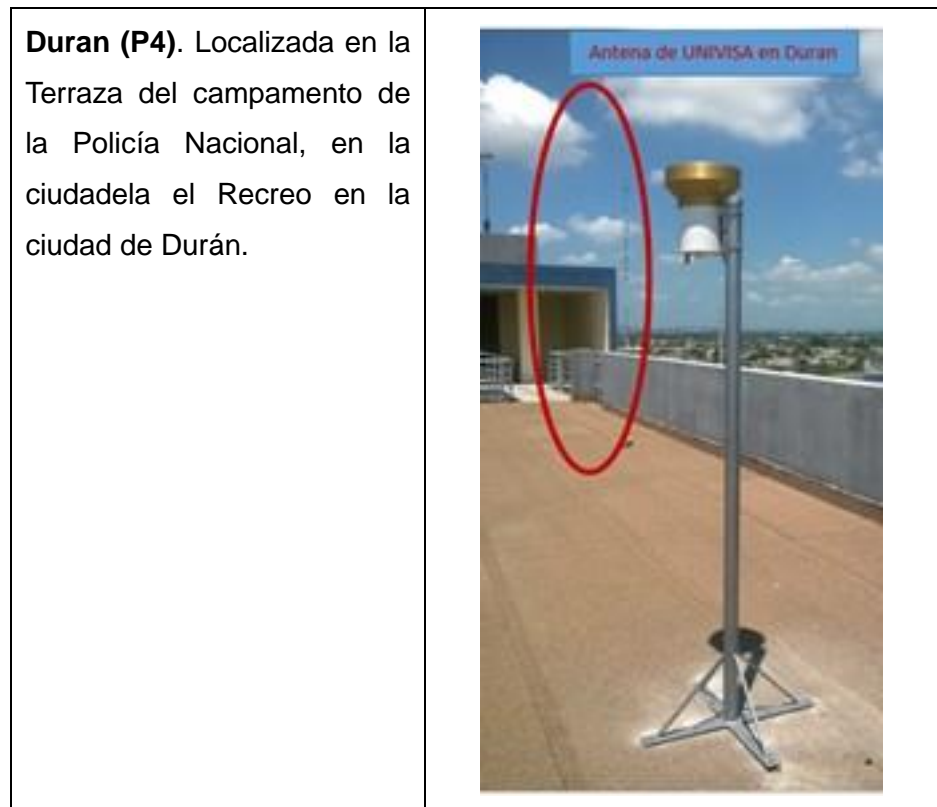 Duran (P4). Localizada en la
Terraza del campamento de
la Policía Nacional, en la
ciudadela el Recreo en la
ciudad de Durán.
Antena de UNIVISA en Duran